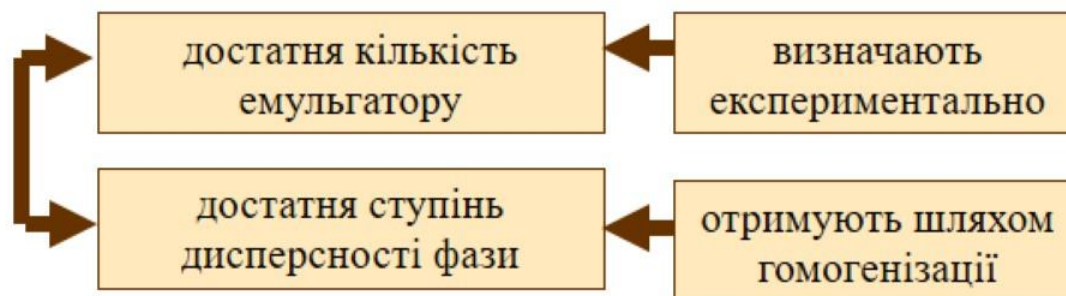 достатня кількість
емульгатору
визначають
експериментально
достатня ступінь
дисперсності фази
отримують шляхом
гомогенізації